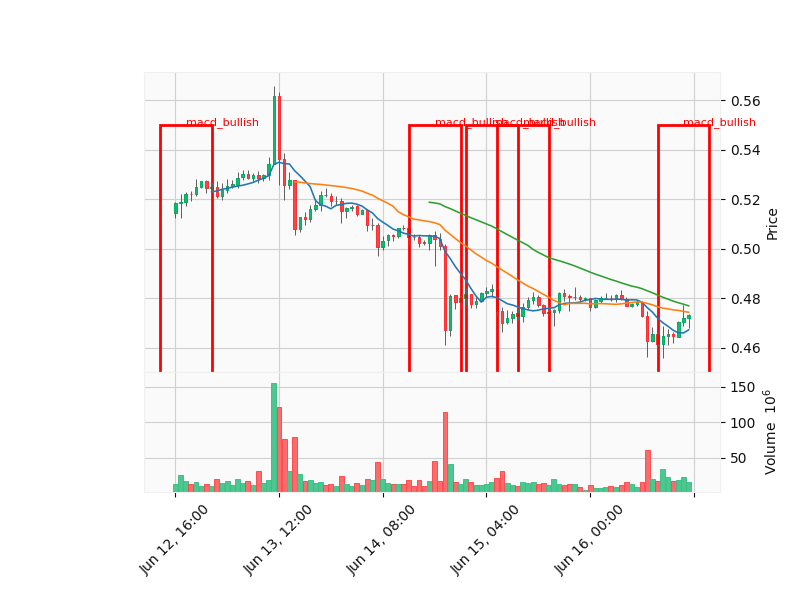 0.56
macd_bullish macd_bullish macd_bullish macd_bullish macd_bullish
0.54
0.52
Price
0.50
0.48
0.46
150
100
Volume 10^6
50
Jun 12, 16:00
Jun 13, 12:00
Jun 14, 08:00
Jun 15, 04:00
Jun 16, 00:00